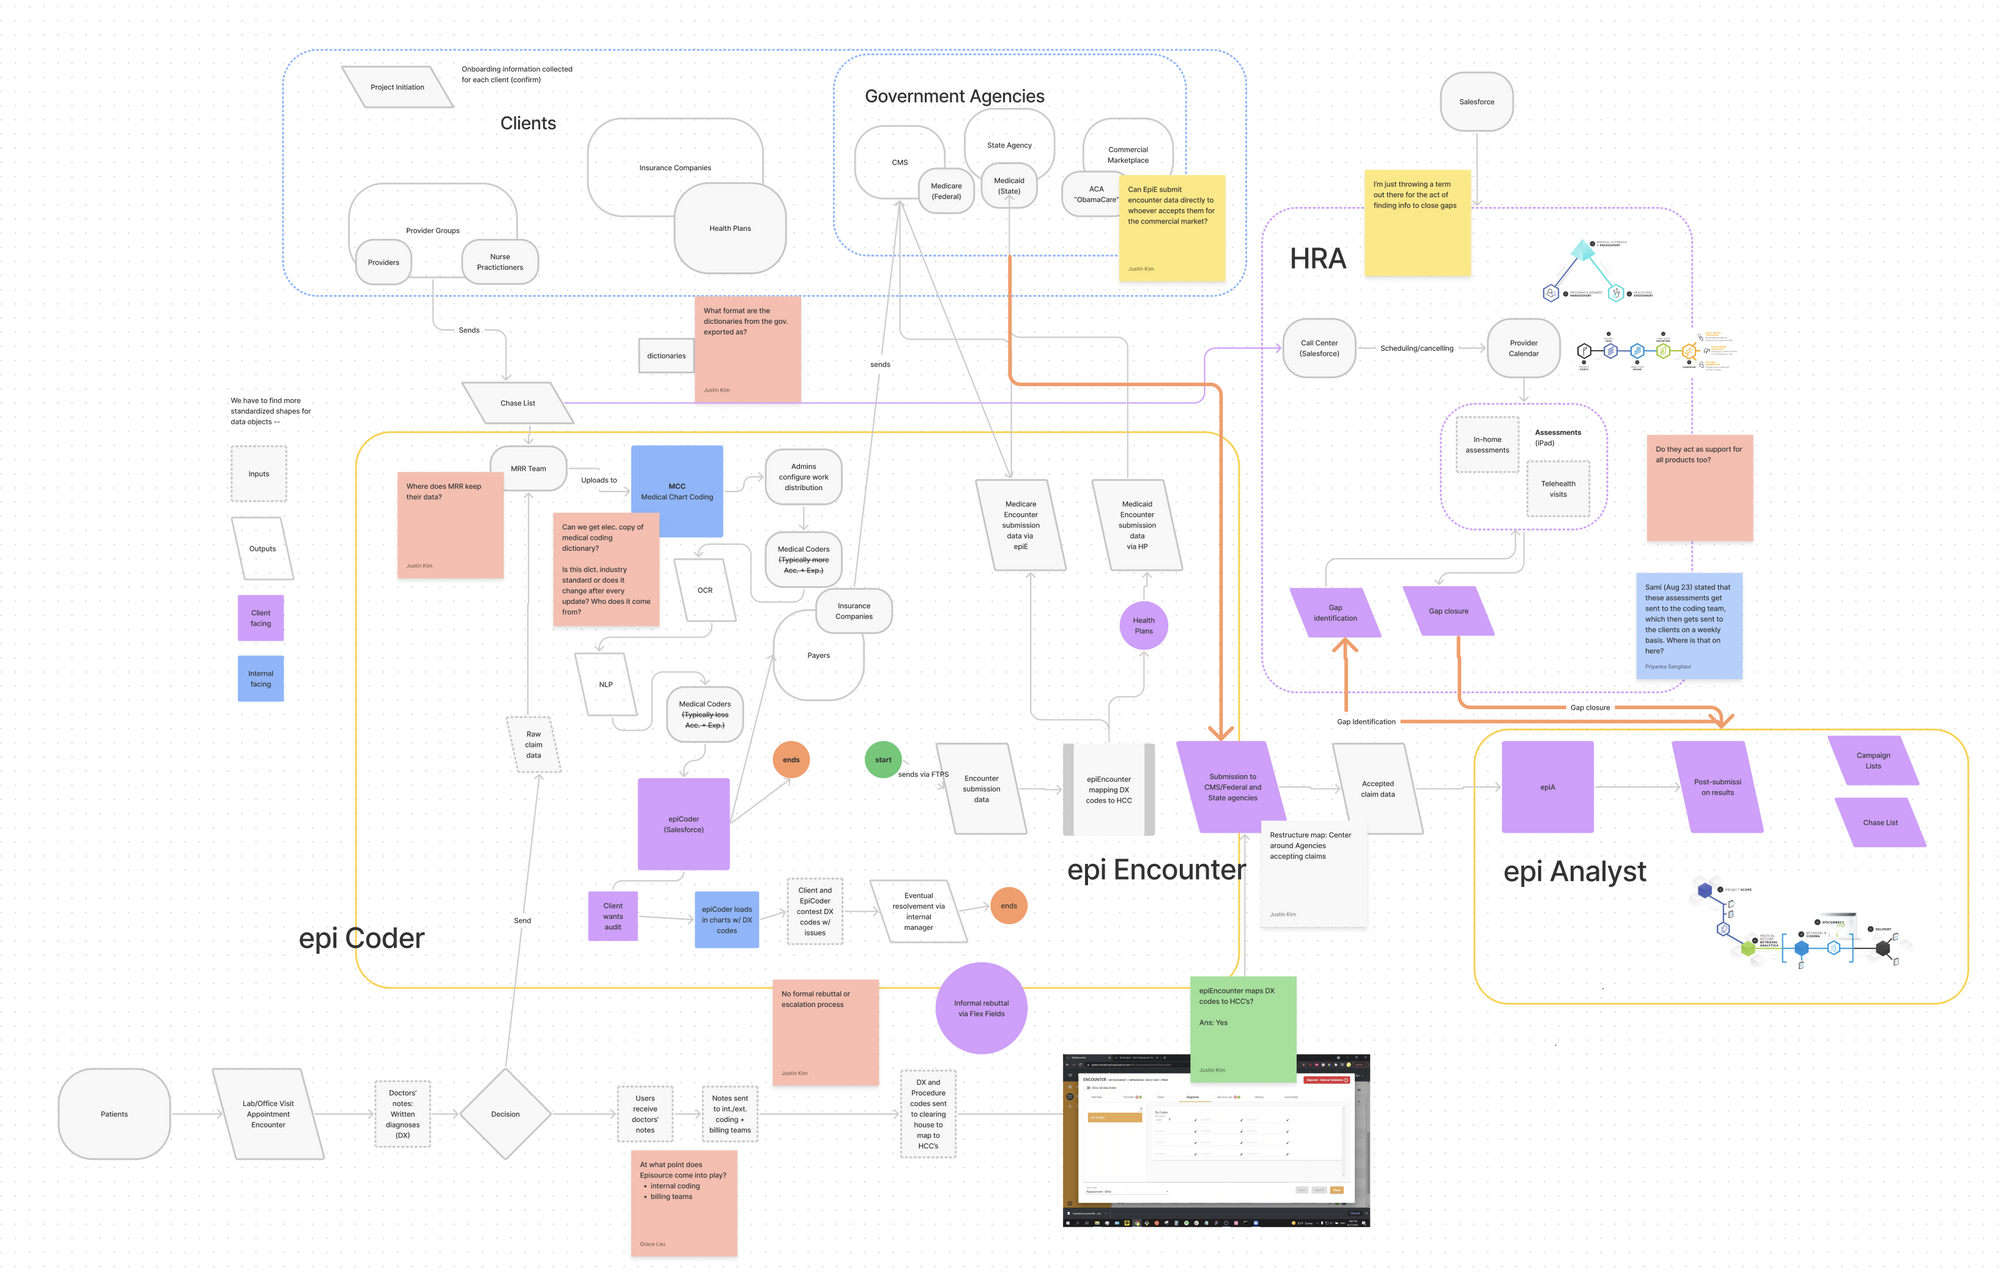 Project Initiation
Onboarding information collected
for each client (confirm)
Clients
Insurance Companies
Health Plans
Provider Groups
Providers
Nurse
Practictioners
Government Agencies
CMS
Medicare
(Federal)
State Agency
Medicaid
(State)
Commercial
Marketplace
ACA
"ObamaCare"
Can EpiE submit
encounter data directly to
whoever accepts them for
the commercial market?
Justin Kim
Salesforce
I'm just throwing a term
out there for the act of
finding info to close gaps
HRA
Call Center
(Salesforce)
Scheduling/cancelling
Provider
Calendar
In-home
assessments
Assessments
(iPad)
Telehealth
visits
Do they act as support for
all products too?
Sami (Aug 23) stated that
these assessments get
sent to the coding team,
which then gets sent to
the clients on a weekly
basis. Where is that on
here?
Priyanka Sanghavi
Gap
identification
Gap closure
Gap closure
Gap Identification
Sends
What format are the
dictionaries from the gov.
exported as?
Justin Kim
dictionaries
sends
Chase List
We have to find more
standardized shapes for
data objects --
Inputs
Outputs
Client
facing
Internal
facing
MRR Team
Where does MRR keep
their data?
Justin Kim
Uploads to
MCC
Medical Chart Coding
Admins
configure work
distribution
Can we get elec. copy of
medical coding
dictionary?
Is this dict. industry
standard or does it
change after every
update? Who does it come
from?
Medical Coders
(Typically more
Acc. + Exp.)
OCR
Insurance
Companies
Payers
NLP
Medical Coders
(Typically less
Acc. + Exp.)
Raw
claim
data
Medicare
Encounter
submission
data via
epiE
Medicaid
Encounter
submission
data
via HP
Health
Plans
epiCoder
(Salesforce)
ends
start
sends via FTPS
Encounter
submission
data
epiEncounter
mapping DX
codes to HCC
Submission to
CMS/Federal and
State agencies
Accepted
claim data
Restructure map: Center
around Agencies
accepting claims
Justin Kim
epi Encounter
epiA
Post-submissi
on results
Campaign
Lists
Chase List
epi Analyst
Client
wants
audit
epiCoder loads
in charts w/ DX
codes
Client and
EpiCoder
contest DX
codes w/
issues
Eventual
resolvement via
internal
manager
ends
Send
epi Coder
No formal rebuttal or
escalation process
Justin Kim
Informal rebuttal
via Flex Fields
epiEncounter maps DX
codes to HCC's?
Ans: Yes
Justin Kim
Patients
Lab/Office Visit
Appointment
Encounter
Doctors'
notes:
Written
diagnoses
(DX)
Decision
Users
receive
doctors'
notes
Notes sent
to int./ext.
coding +
billing teams
DX and
Procedure
codes sent
to clearing
house to
map to
HCC's
At what point does
Episource come into play?
• internal coding
• billing teams
Grace Lau